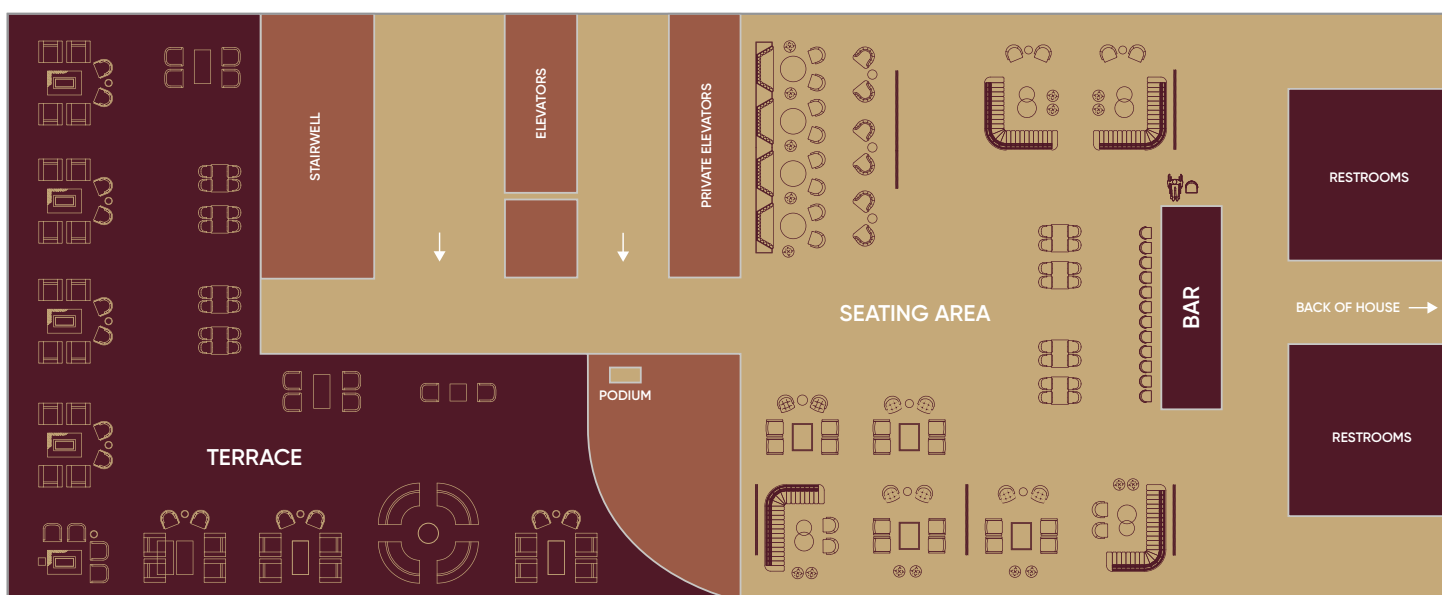 STAIRWELL
ELEVATORS
PRIVATE ELEVATORS
RESTROOMS
SEATING AREA
BAR
BACK OF HOUSE
PODIUM
TERRACE
RESTROOMS